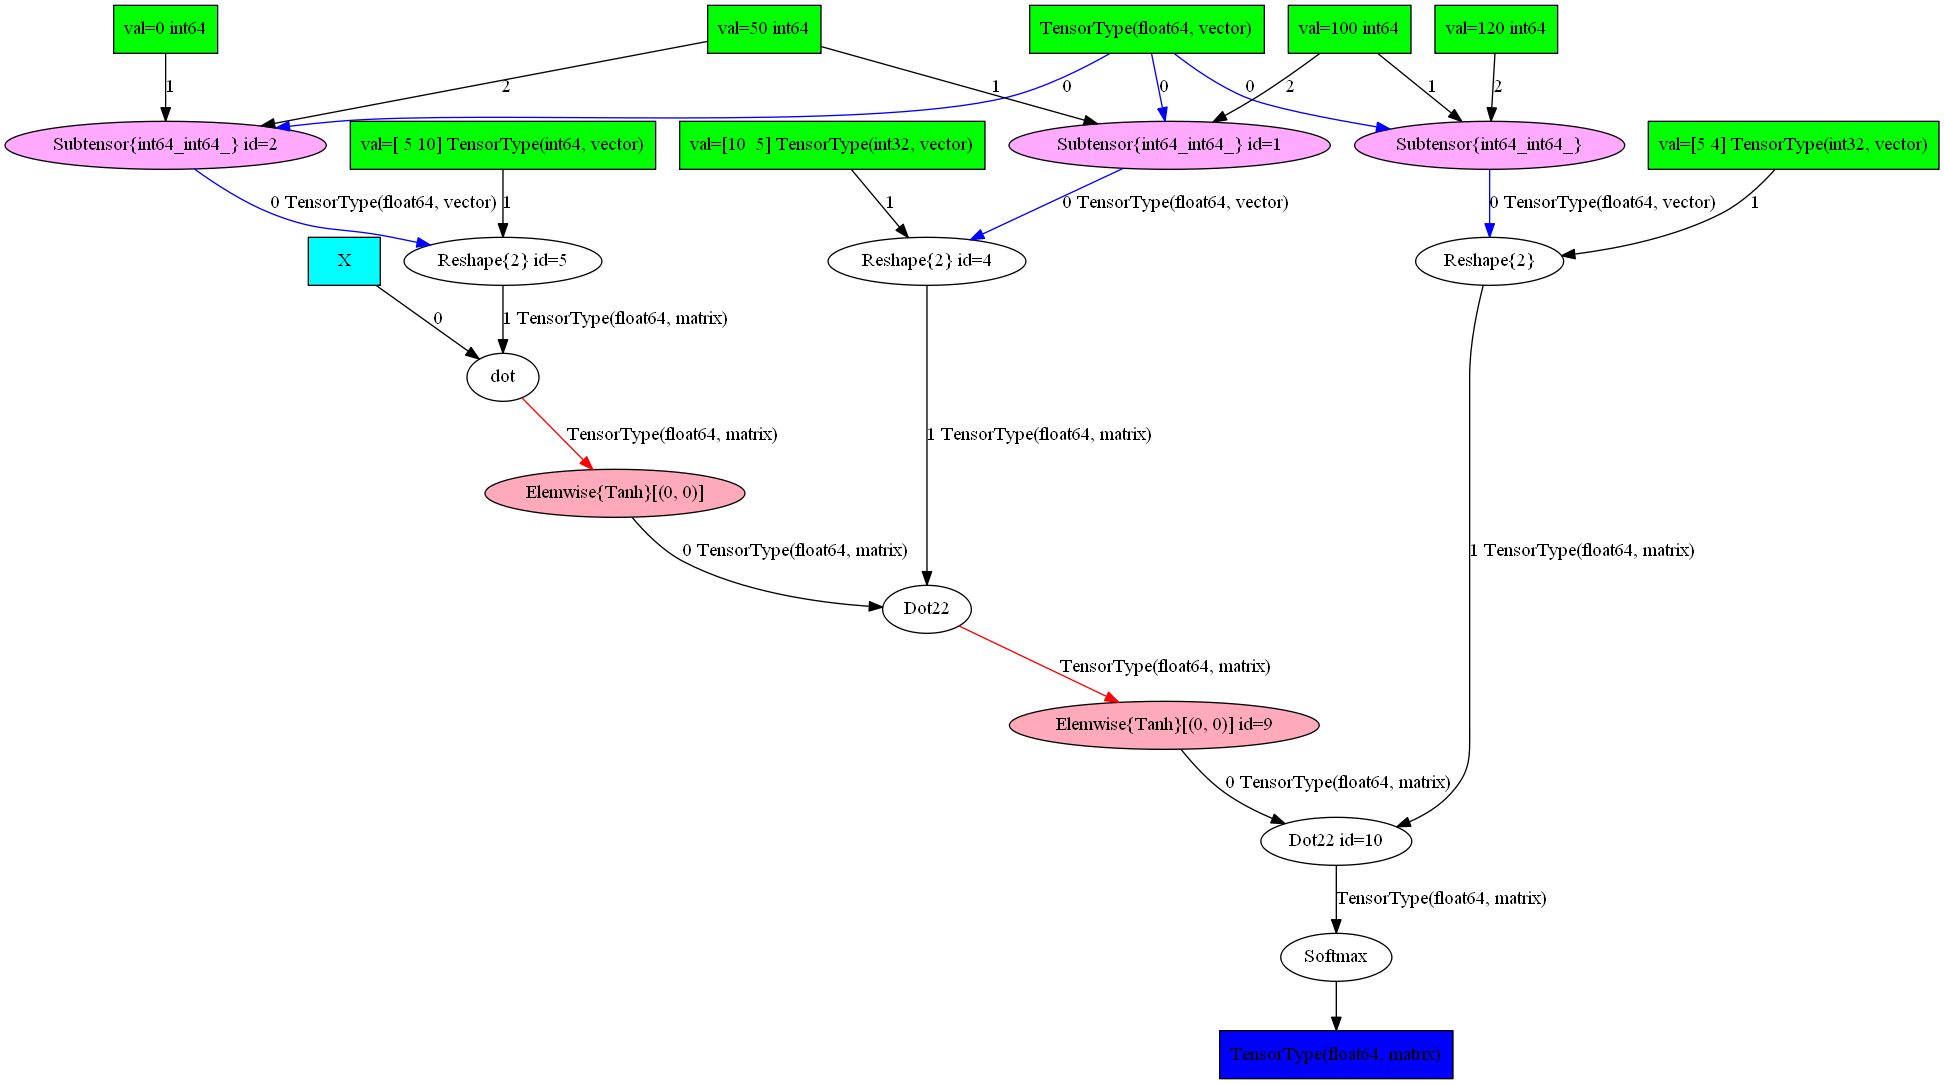 val=0 int64
val=50 int64
TensorType(float64, vector)
val=100 int64
val=120 int64
1
2
0
1
0
0
2
1
2
Subtensor{int64_int64_} id=2
val=[ 5 10] TensorType(int64, vector)
val=[10  5] TensorType(int32, vector)
Subtensor{int64_int64_} id=1
Subtensor{int64_int64_}
val=[5 4] TensorType(int32, vector)
0 TensorType(float64, vector)
1
1
0 TensorType(float64, vector)
0 TensorType(float64, vector)
1
X
Reshape{2} id=5
Reshape{2} id=4
Reshape{2}
0
1 TensorType(float64, matrix)
dot
TensorType(float64, matrix)
1 TensorType(float64, matrix)
Elemwise{Tanh}[(0, 0)]
0 TensorType(float64, matrix)
1 TensorType(float64, matrix)
Dot22
TensorType(float64, matrix)
Elemwise{Tanh}[(0, 0)] id=9
0 TensorType(float64, matrix)
Dot22 id=10
TensorType(float64, matrix)
Softmax
TensorType(float64, matrix)